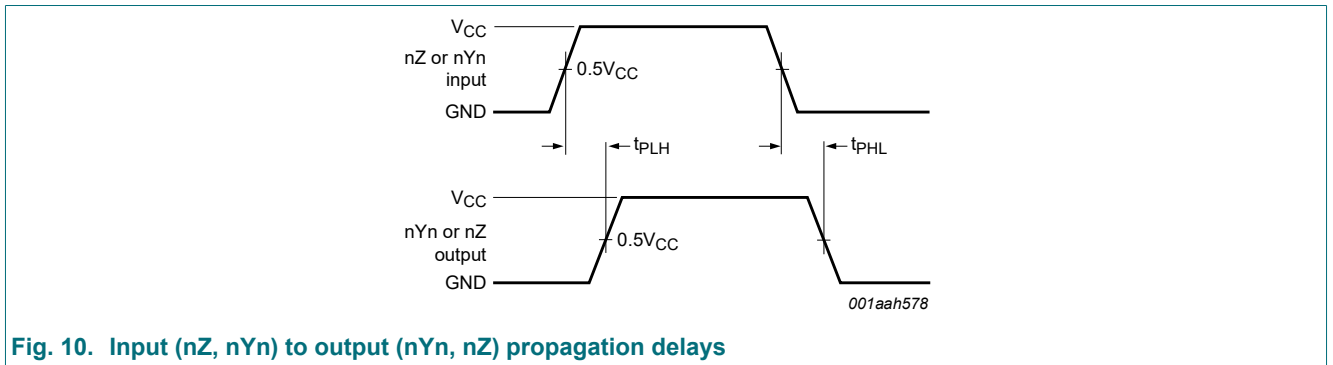 VCC
nZ or nYn
input
0.5VCC
GND
tPLH
tPHL
VCC
nYn or nZ
output
0.5VCC
GND
001aah578
Fig. 10. Input (nZ, nYn) to output (nYn, nZ) propagation delays